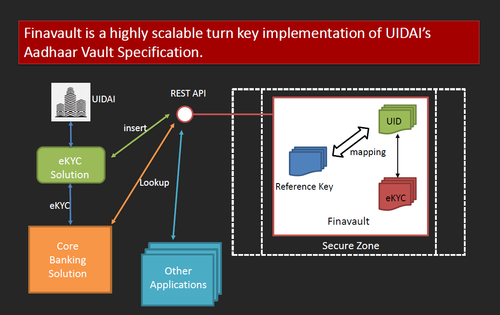 Finavault is a highly scalable turn key implementation of UIDAI's
Aadhaar Vault Specification.
REST API
UIDAI
insert
UID
eKYC
Solution
mapping
Lookup
Reference Key
eKYC
eKYC
Finavault
Core
Banking
Solution
Secure Zone
Other
Applications